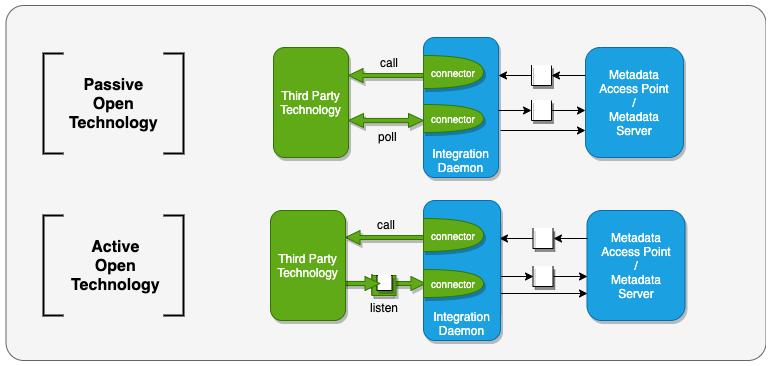 Passive
Open
Technology
Third Party
Technology
call
poll
connector
connector
Integration
Daemon
Metadata
Access Point
/
Metadata
Server
Active
Open
Technology
Third Party
Technology
call
listen
connector
connector
Integration
Daemon
Metadata
Access Point
/
Metadata
Server